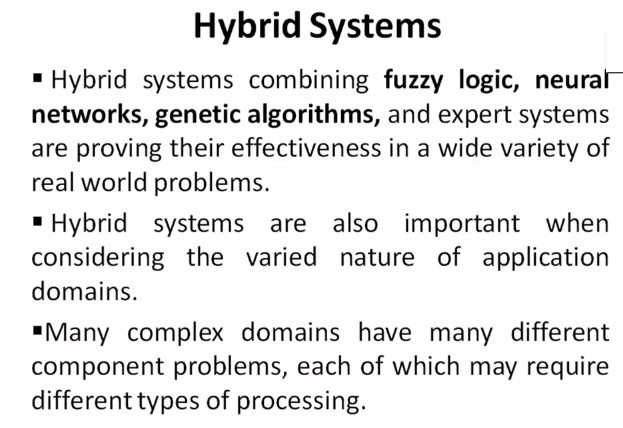 Hybrid Systems
▪ Hybrid systems combining fuzzy logic, neural
networks, genetic algorithms, and expert systems
are proving their effectiveness in a wide variety of
real world problems.
▪ Hybrid systems are also important when
considering the varied nature of application
domains.
▪Many complex domains have many different
component problems, each of which may require
different types of processing.